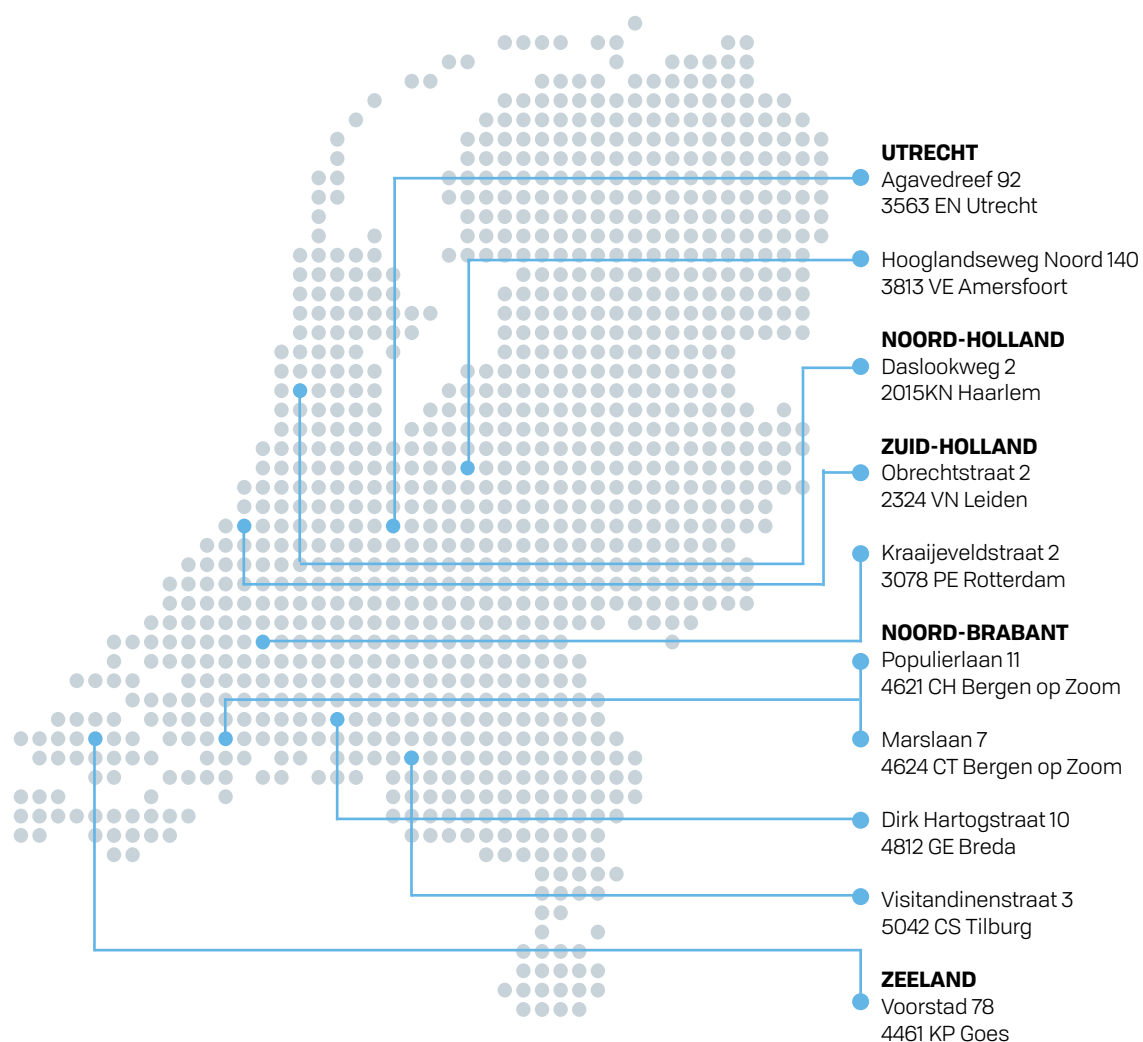 UTRECHT
Agavedreef 92
3563 EN Utrecht
Hooglandseweg Noord 140
3813 VE Amersfoort
NOORD-HOLLAND
Daslookweg 2
2015KN Haarlem
ZUID-HOLLAND
Obrechtstraat 2
2324 VN Leiden
Kraaijeveldstraat 2
3078 PE Rotterdam
NOORD-BRABANT
Populierlaan 11
4621 CH Bergen op Zoom
Marslaan 7
4624 CT Bergen op Zoom
Dirk Hartogstraat 10
4812 GE Breda
Visitandinenstraat 3
5042 CS Tilburg
ZEELAND
Voorstad 78
4461 KP Goes